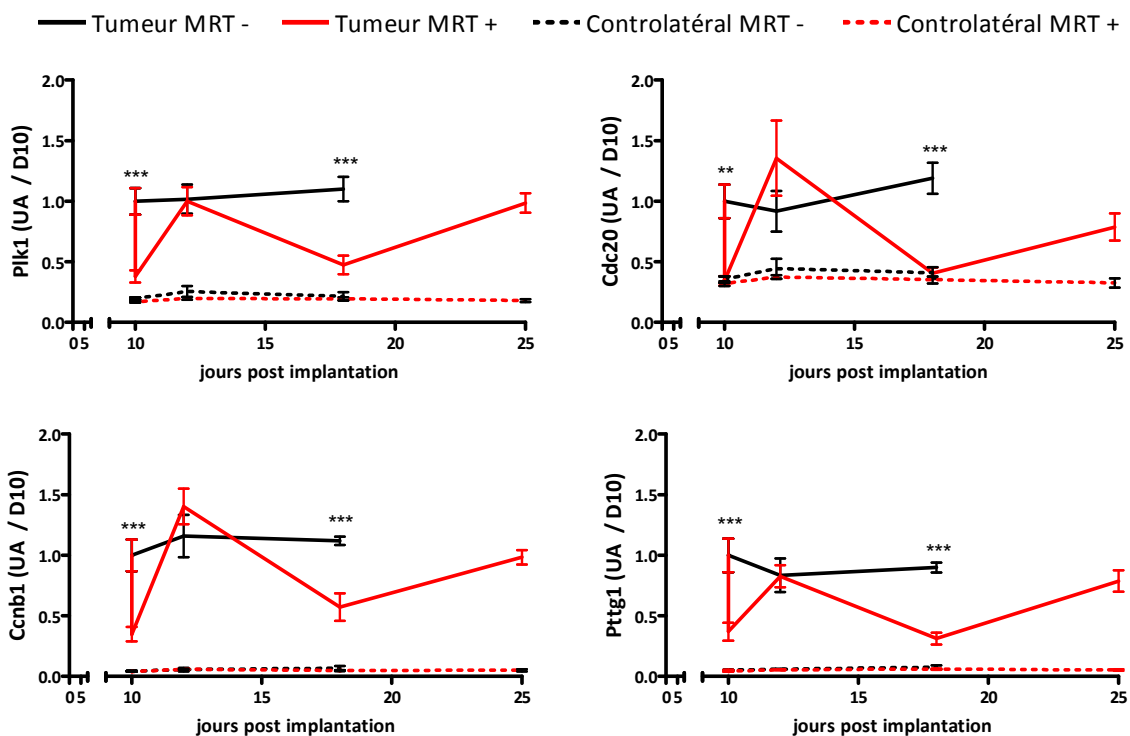 Tumeur MRT - Tumeur MRT + Controlatéral MRT - Controlatéral MRT +
Plk1 (UA / D10)
2.0
1.5
1.0
0.5
0.0
*** ***
0 5 10 15 20 25
jours post implantation
Cdc20 (UA / D10)
2.0
1.5
1.0
0.5
0.0
** ***
0 5 10 15 20 25
jours post implantation
Ccnb1 (UA / D10)
2.0
1.5
1.0
0.5
0.0
*** ***
0 5 10 15 20 25
jours post implantation
Pttg1 (UA / D10)
2.0
1.5
1.0
0.5
0.0
*** ***
0 5 10 15 20 25
jours post implantation